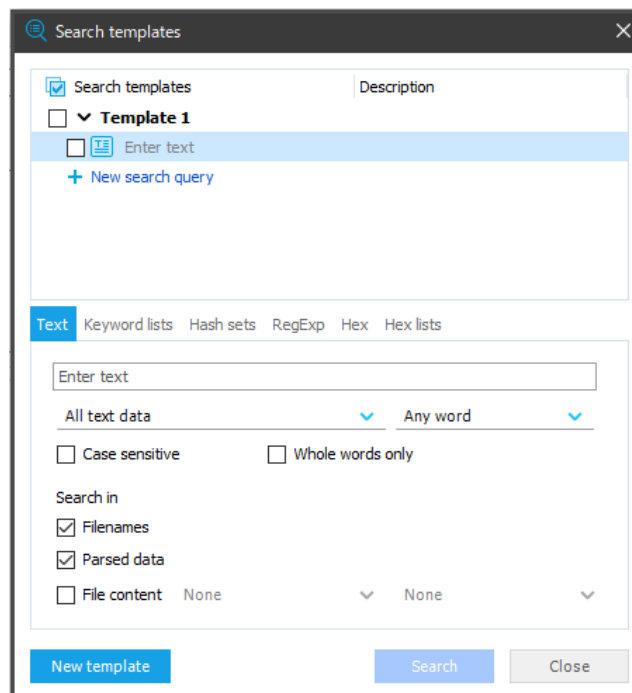 Search templates
Search templates Description
Template 1
Enter text
New search query
Text Keyword lists Hash sets RegExp Hex Hex lists
Enter text
All text data Any word
Case sensitive Whole words only
Search in
Filenames
Parsed data
File content None None
New template Search Close